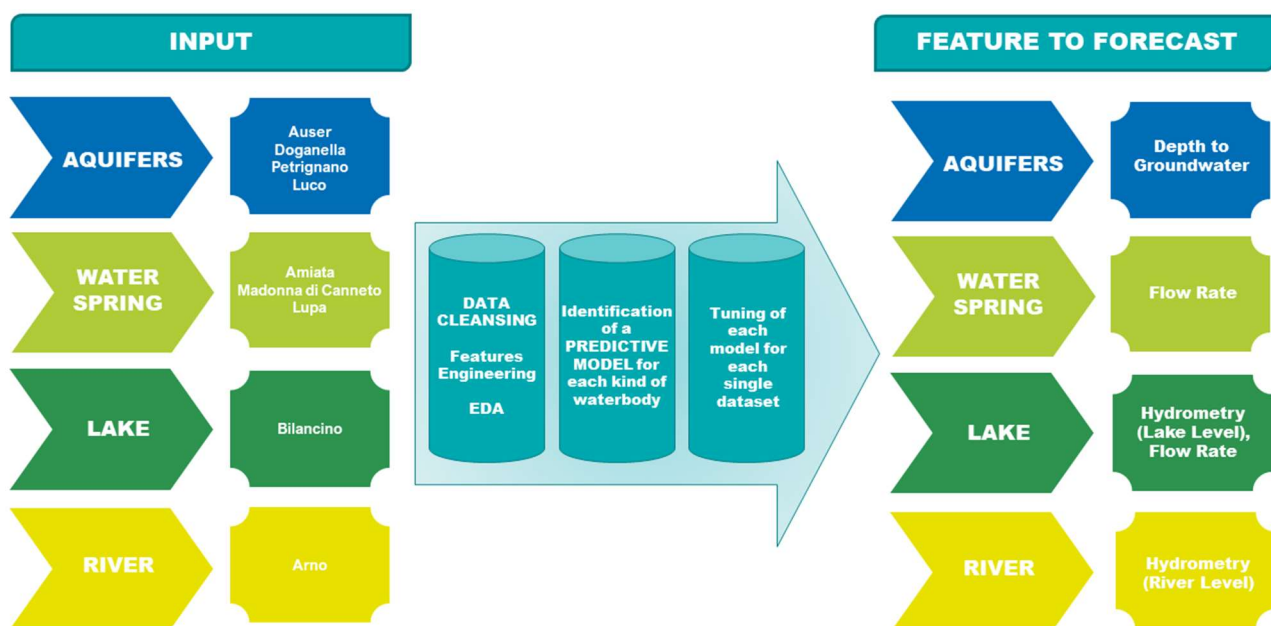 INPUT
AQUIFERS
Auser
Doganella
Petrignano
Luco
WATER
SPRING
Amiata
Madonna di Canneto
Lupa
LAKE
Bilancino
RIVER
Arno
DATA
CLEANSING
Features
Engineering
EDA
Identification
of a
PREDICTIVE
MODEL for
each kind of
waterbody
Tuning of
each
model for
each
single
dataset
FEATURE TO FORECAST
AQUIFERS
Depth to
Groundwater
WATER
SPRING
Flow Rate
LAKE
Hydrometry
(Lake Level),
Flow Rate
RIVER
Hydrometry
(River Level)